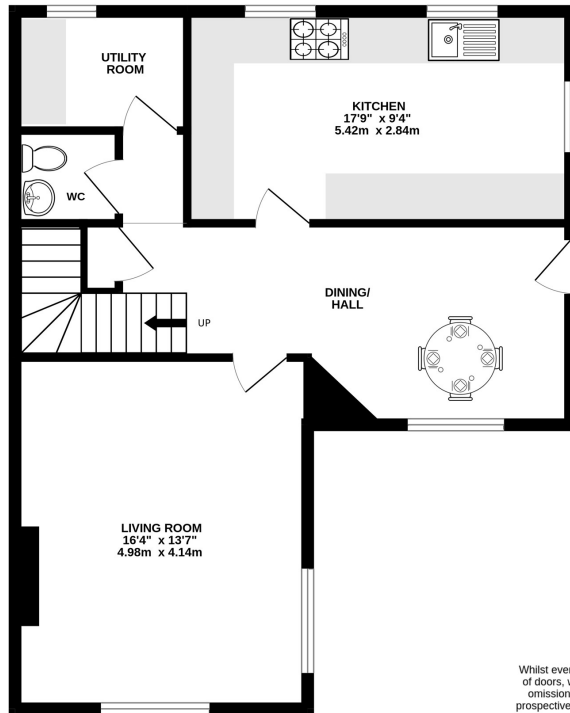 UTILITY
ROOM
KITCHEN
17'9" x 9'4"
5.42m x 2.84m
WC
DINING/
HALL
UP
LIVING ROOM
16'4" x 13'7"
4.98m x 4.14m
Whilst ever
of doors, w
omission
prospective